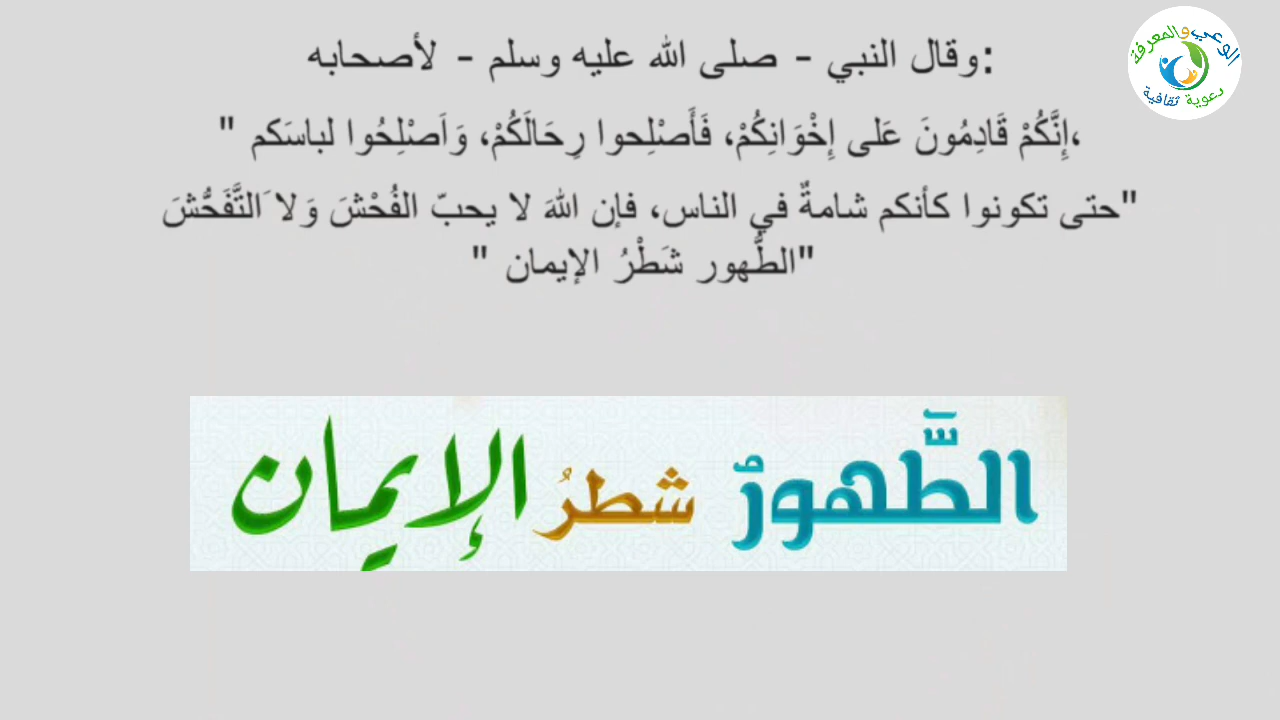 وقال النبي - صلى الله عليه وسلم - لأصحابه:
"إِنَّكُمْ قَادِمُونَ عَلى إِخْوَانِكُمْ، فَأَصْلِحوا رِحَالَكُمْ، وَاَصْلِحُوا لباسَكم،
حتى تكونوا كأنكم شامةٌ في الناس، فإن اللهَ لا يحبّ الفُحْشَ وَلا َالتَّفَحُّشَ"
"الطَّهور شَطْرُ الإيمان"
الطَّهورُ شطرُ الإيمان
الوعي والمعرفة
دعوية ثقافية